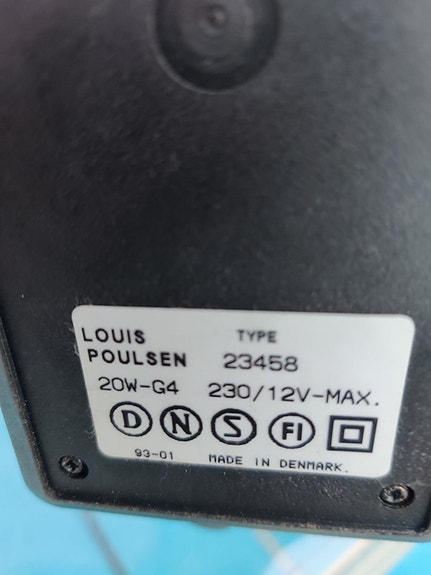 LOUIS TYPE
POULSEN 23458
20W-G4 230/12V-MAX.
D N S FI
93-01 MADE IN DENMARK.